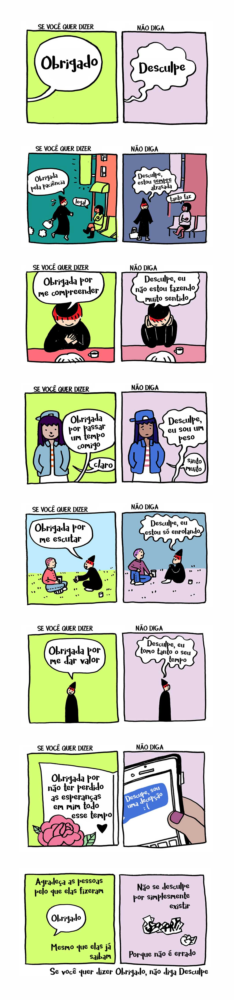 SE VOCÊ QUER DIZER
NÃO DIGA
Obrigado
Desculpe
SE VOCÊ QUER DIZER
NÃO DIGA
Obrigada
pela paciência
legal
Desculpe,
estou sempre
atrasada
tanto faz
SE VOCÊ QUER DIZER
NÃO DIGA
Obrigada por
me compreender
Desculpe, eu
não estou fazendo
muito sentido
SE VOCÊ QUER DIZER
NÃO DIGA
Obrigada
por passar
um tempo
comigo
claro
Desculpe,
eu sou um
peso
sinto
muito
SE VOCÊ QUER DIZER
NÃO DIGA
Obrigada por
me escutar
Desculpe, eu
estou só enrolando
SE VOCÊ QUER DIZER
NÃO DIGA
Obrigada por
me dar valor
Desculpe, eu
tomo tanto o seu
tempo
SE VOCÊ QUER DIZER
NÃO DIGA
Obrigada por
não ter perdido
as esperanças
em mim todo
esse tempo
Descupe, sou
uma decepção
:(
Agradeça as pessoas
pelo que elas fizeram
Obrigado
Mesmo que elas já
saibam
Não se desculpe
por simplesmente
existir
SORRY
Porque não é errado
Se você quer dizer Obrigado, não diga Desculpe